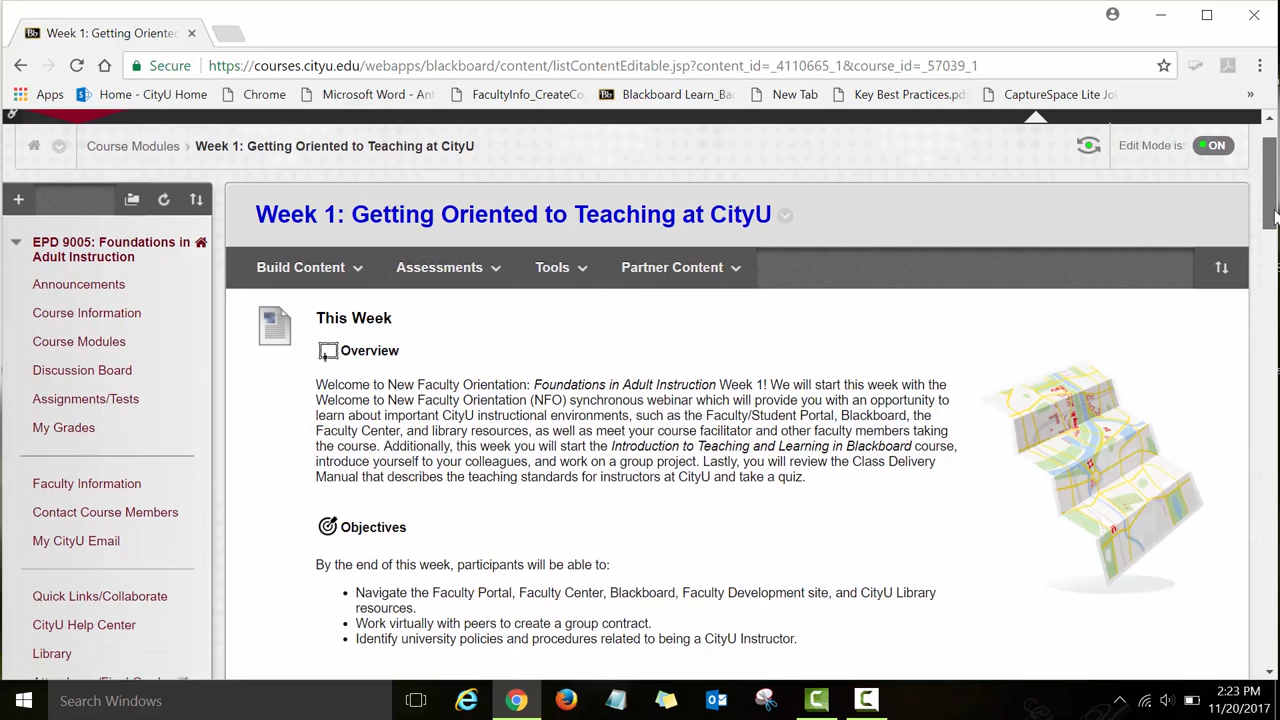 Week 1: Getting Oriente
Secure
https://courses.cityu.edu/webapps/blackboard/content/listContentEditable.jsp?content_id=_4110665_1&course_id=_57039_1
Apps
Home - CityU Home
Chrome
Microsoft Word - Ant
FacultyInfo_CreateCo
Bb
Blackboard Learn_Bac
New Tab
Key Best Practices.pd
CaptureSpace Lite Jo
»
Course Modules › Week 1: Getting Oriented to Teaching at CityU
Edit Mode is:
ON
EPD 9005: Foundations in
Adult Instruction
Announcements
Course Information
Course Modules
Discussion Board
Assignments/Tests
My Grades
Faculty Information
Contact Course Members
My CityU Email
Quick Links/Collaborate
CityU Help Center
Library
Week 1: Getting Oriented to Teaching at CityU
Build Content
Assessments
Tools
Partner Content
This Week
Overview
Welcome to New Faculty Orientation: Foundations in Adult Instruction Week 1! We will start this week with the
Welcome to New Faculty Orientation (NFO) synchronous webinar which will provide you with an opportunity to
learn about important CityU instructional environments, such as the Faculty/Student Portal, Blackboard, the
Faculty Center, and library resources, as well as meet your course facilitator and other faculty members taking
the course. Additionally, this week you will start the Introduction to Teaching and Learning in Blackboard course,
introduce yourself to your colleagues, and work on a group project. Lastly, you will review the Class Delivery
Manual that describes the teaching standards for instructors at CityU and take a quiz.
Objectives
By the end of this week, participants will be able to:
• Navigate the Faculty Portal, Faculty Center, Blackboard, Faculty Development site, and CityU Library
resources.
• Work virtually with peers to create a group contract.
• Identify university policies and procedures related to being a CityU Instructor.
Search Windows
2:23 PM
11/20/2017